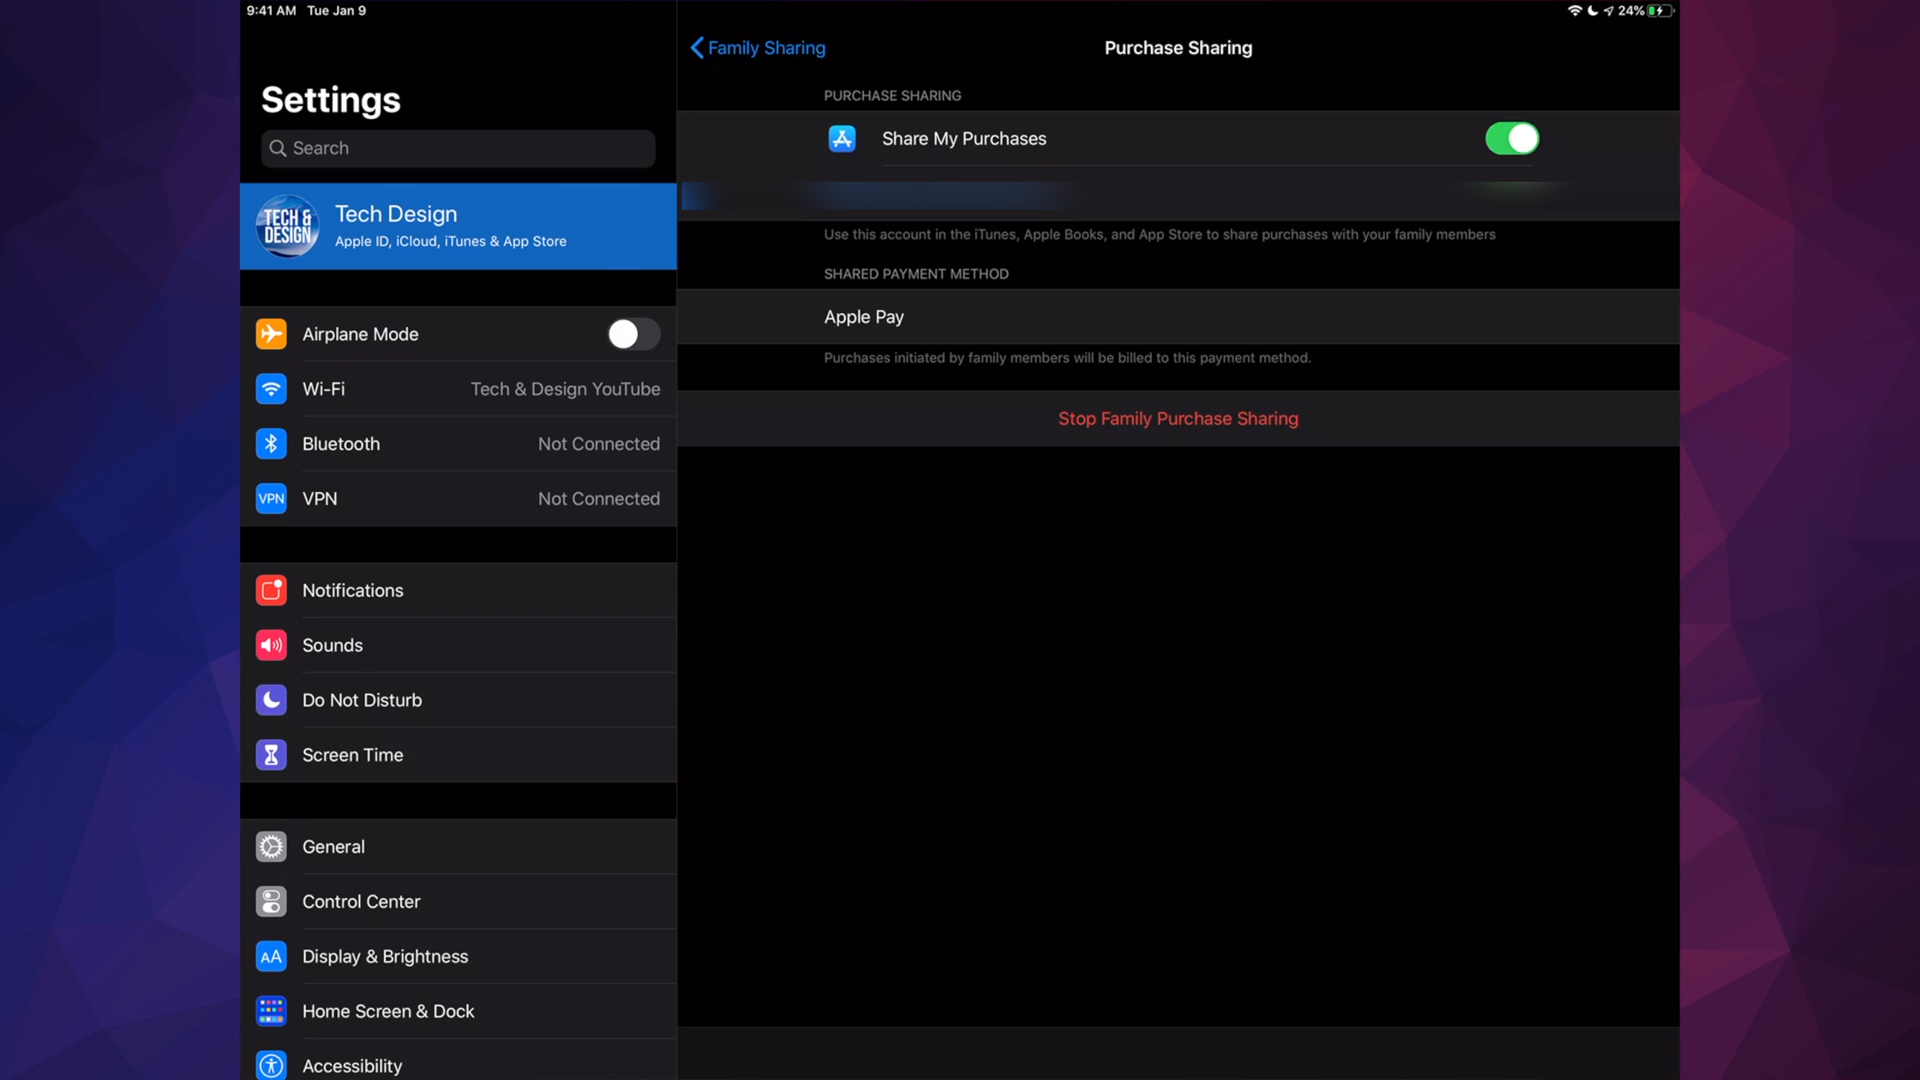 9:41 AM Tue Jan 9
24%
Settings
Search
TECH &
DESIGN
Tech Design
Apple ID, iCloud, iTunes & App Store
Airplane Mode
Wi-Fi Tech & Design YouTube
Bluetooth Not Connected
VPN VPN Not Connected
Notifications
Sounds
Do Not Disturb
Screen Time
General
Control Center
AA Display & Brightness
Home Screen & Dock
Accessibility
Family Sharing
Purchase Sharing
PURCHASE SHARING
Share My Purchases
Use this account in the iTunes, Apple Books, and App Store to share purchases with your family members
SHARED PAYMENT METHOD
Apple Pay
Purchases initiated by family members will be billed to this payment method.
Stop Family Purchase Sharing